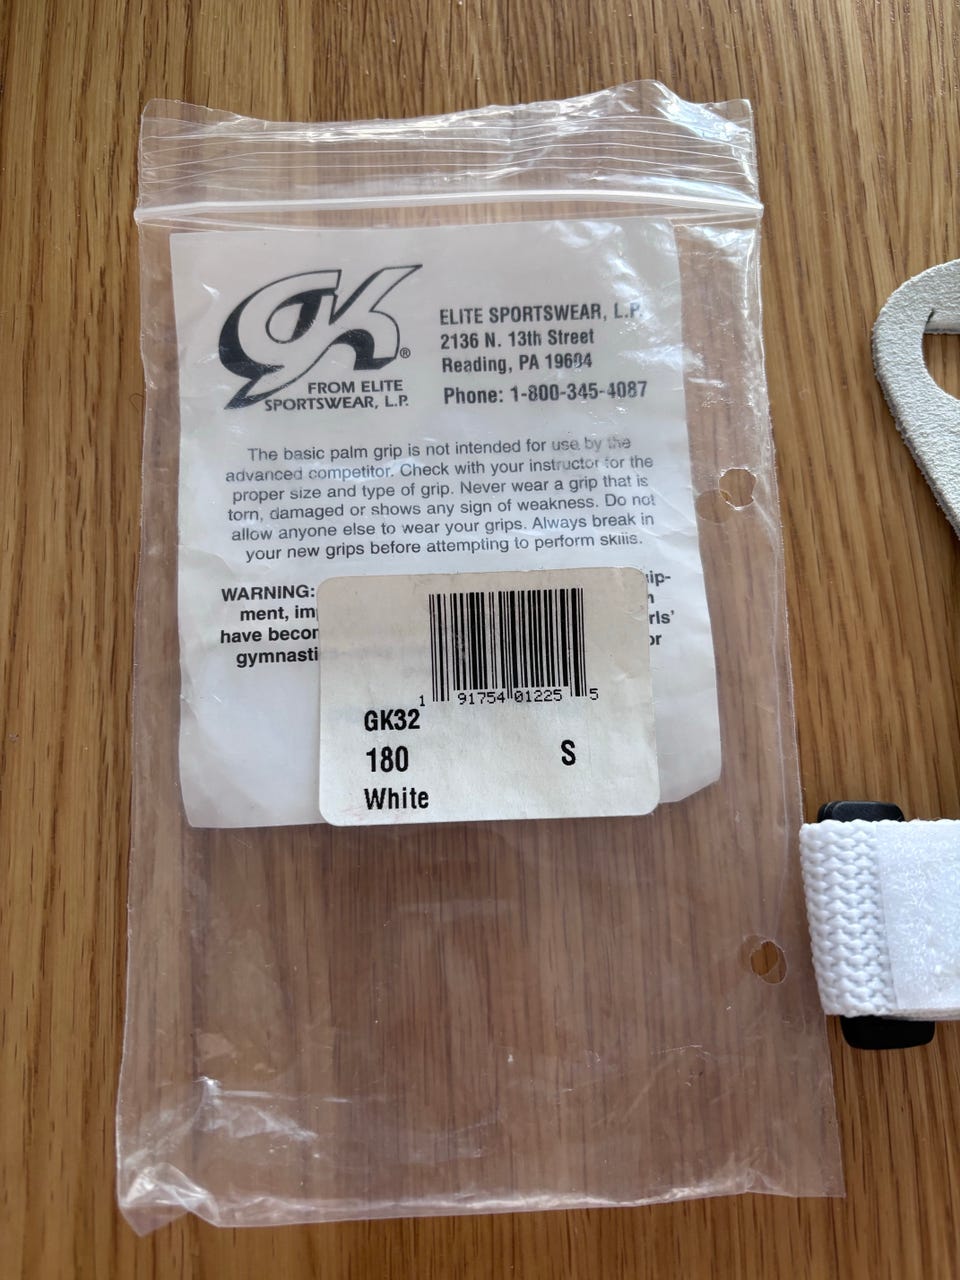 GK®
FROM ELITE
SPORTSWEAR, L.P.
ELITE SPORTSWEAR, L.P.
2136 N. 13th Street
Reading, PA 19604
Phone: 1-800-345-4087
The basic palm grip is not intended for use by the
advanced competitor. Check with your instructor for the
proper size and type of grip. Never wear a grip that is
torn, damaged or shows any sign of weakness. Do not
allow anyone else to wear your grips. Always break in
your new grips before attempting to perform skills.
WARNING:
ment,
have
1 91754 01225 5
GK32
180 S
White